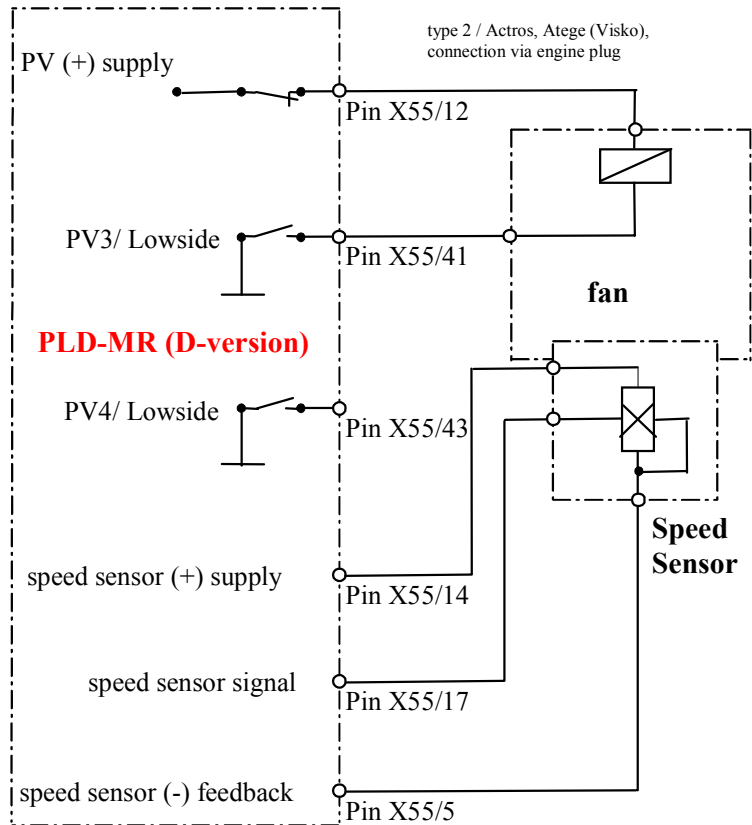 type 2 / Actros, Atege (Visko),
connection via engine plug
PV (+) supply
Pin X55/12
PV3/ Lowside
Pin X55/41
fan
PLD-MR (D-version)
PV4/ Lowside
Pin X55/43
Speed
Sensor
speed sensor (+) supply
Pin X55/14
speed sensor signal
Pin X55/17
speed sensor (-) feedback
Pin X55/5